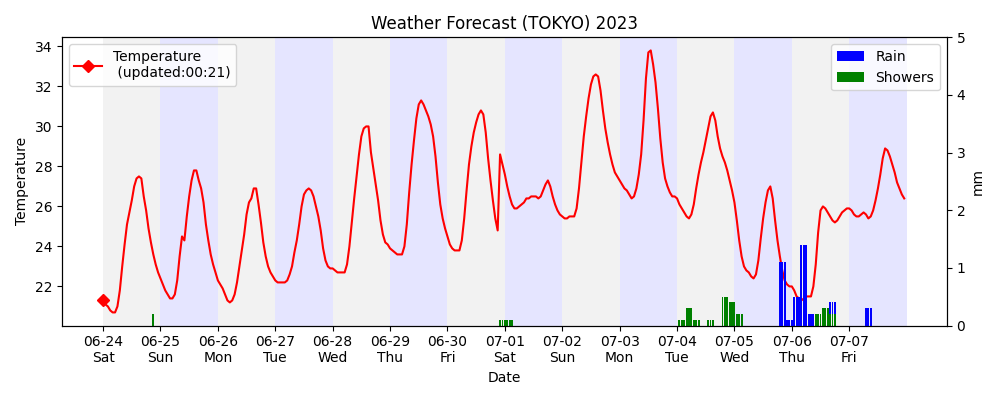 Weather Forecast (TOKYO) 2023
Temperature
(updated:00:21)
Rain
Showers
Temperature
34
32
30
28
26
24
22
5
4
3
2
1
0
mm
06-24 06-25 06-26 06-27 06-28 06-29 06-30 07-01 07-02 07-03 07-04 07-05 07-06 07-07
Sat Sun Mon Tue Wed Thu Fri Sat Sun Mon Tue Wed Thu Fri
Date